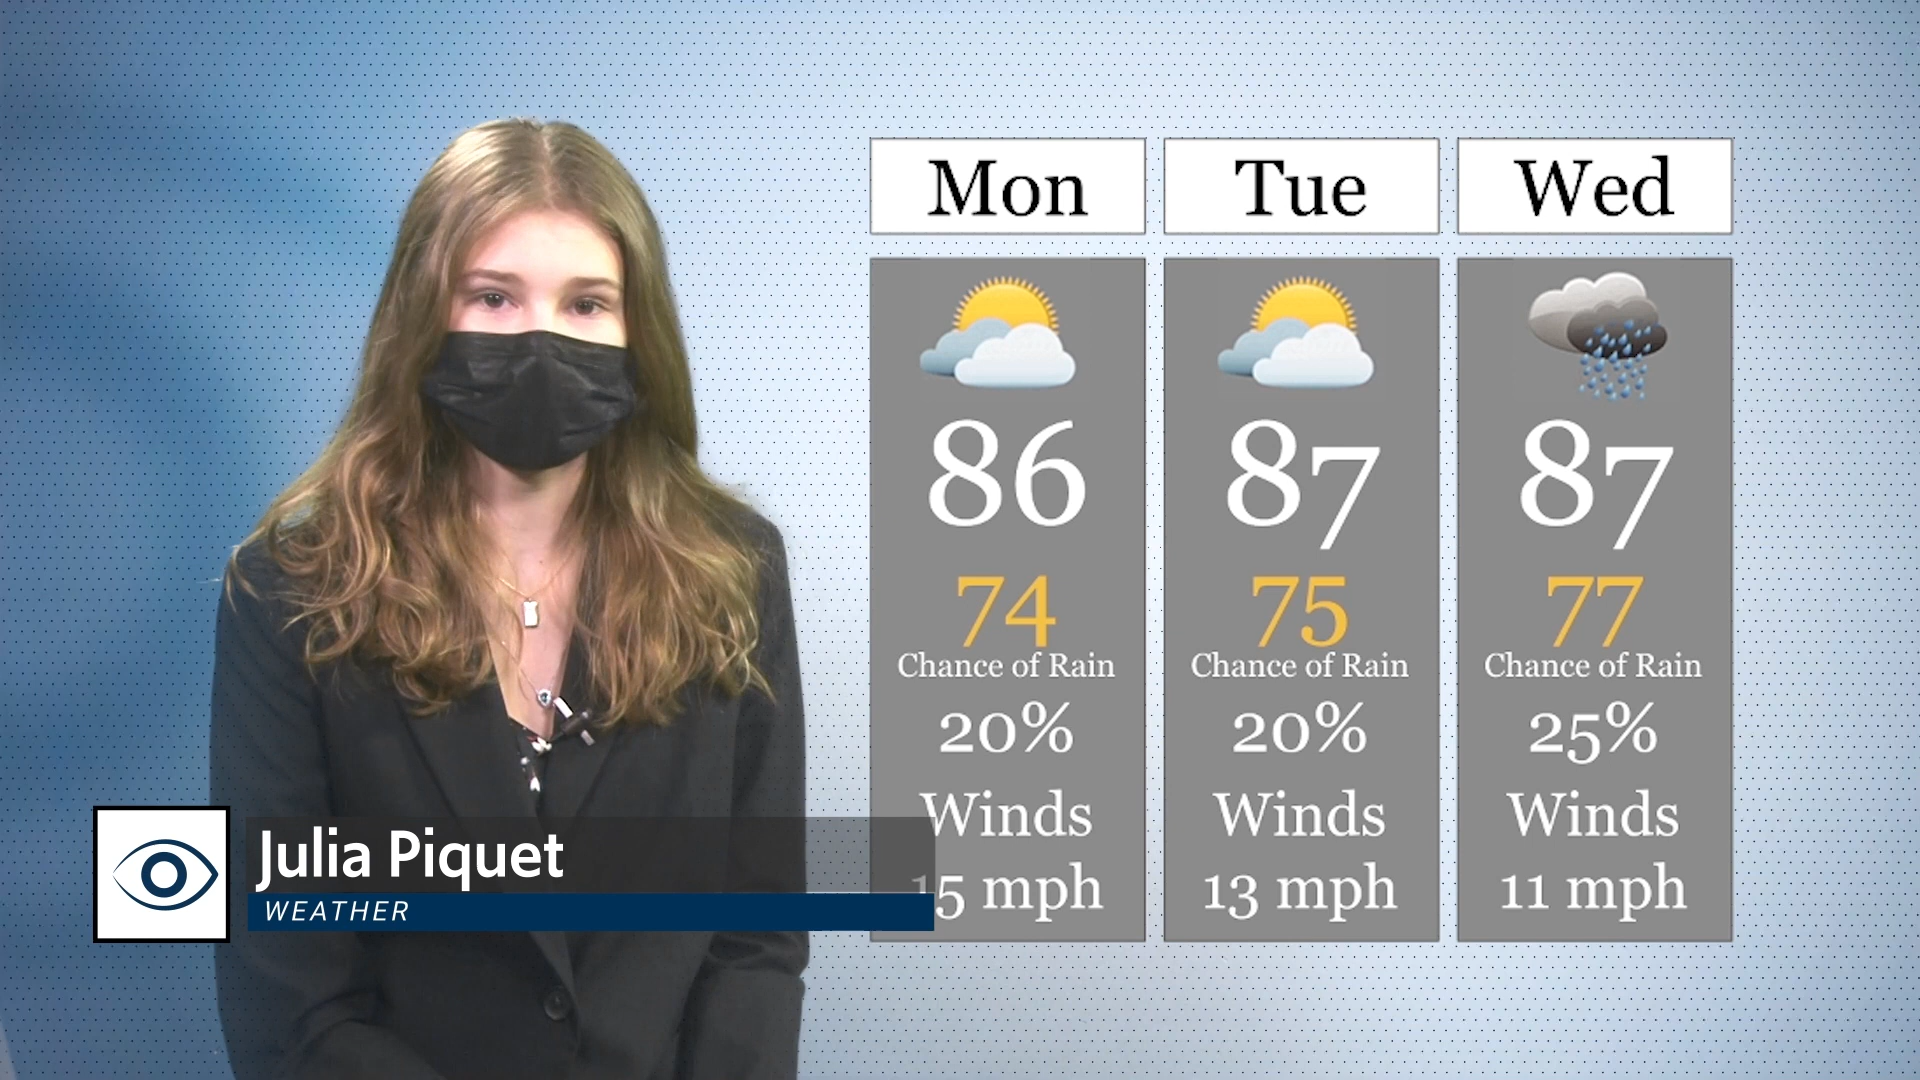 Mon
Tue
Wed
86
87
87
74
75
77
Chance of Rain
Chance of Rain
Chance of Rain
20%
20%
25%
Winds
Winds
Winds
15 mph
13 mph
11 mph
Julia Piquet
WEATHER